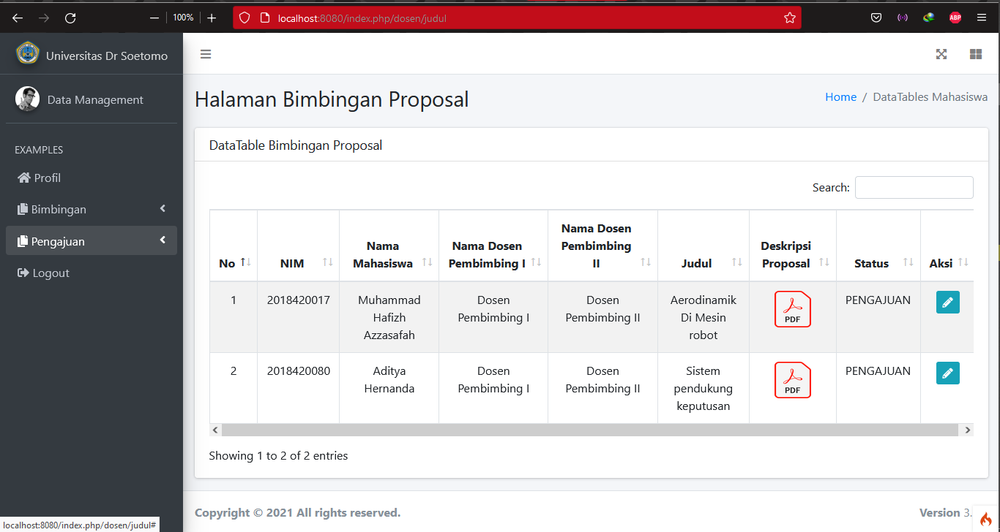 100%
localhost:8080/index.php/dosen/judul
ABP
Universitas Dr Soetomo
Data Management
EXAMPLES
Profil
Bimbingan
Pengajuan
Logout
Halaman Bimbingan Proposal
Home / DataTables Mahasiswa
DataTable Bimbingan Proposal
Search:
No
NIM
Nama
Mahasiswa
Nama Dosen
Pembimbing I
Nama Dosen
Pembimbing
II
Judul
Deskripsi
Proposal
Status
Aksi
1
2018420017
Muhammad
Hafizh
Azzasafah
Dosen
Pembimbing I
Dosen
Pembimbing II
Aerodinamik
Di Mesin
robot
PDF
PENGAJUAN
2
2018420080
Aditya
Hernanda
Dosen
Pembimbing I
Dosen
Pembimbing II
Sistem
pendukung
keputusan
PDF
PENGAJUAN
Showing 1 to 2 of 2 entries
Copyright © 2021 All rights reserved.
Version 3.
localhost:8080/index.php/dosen/judul#